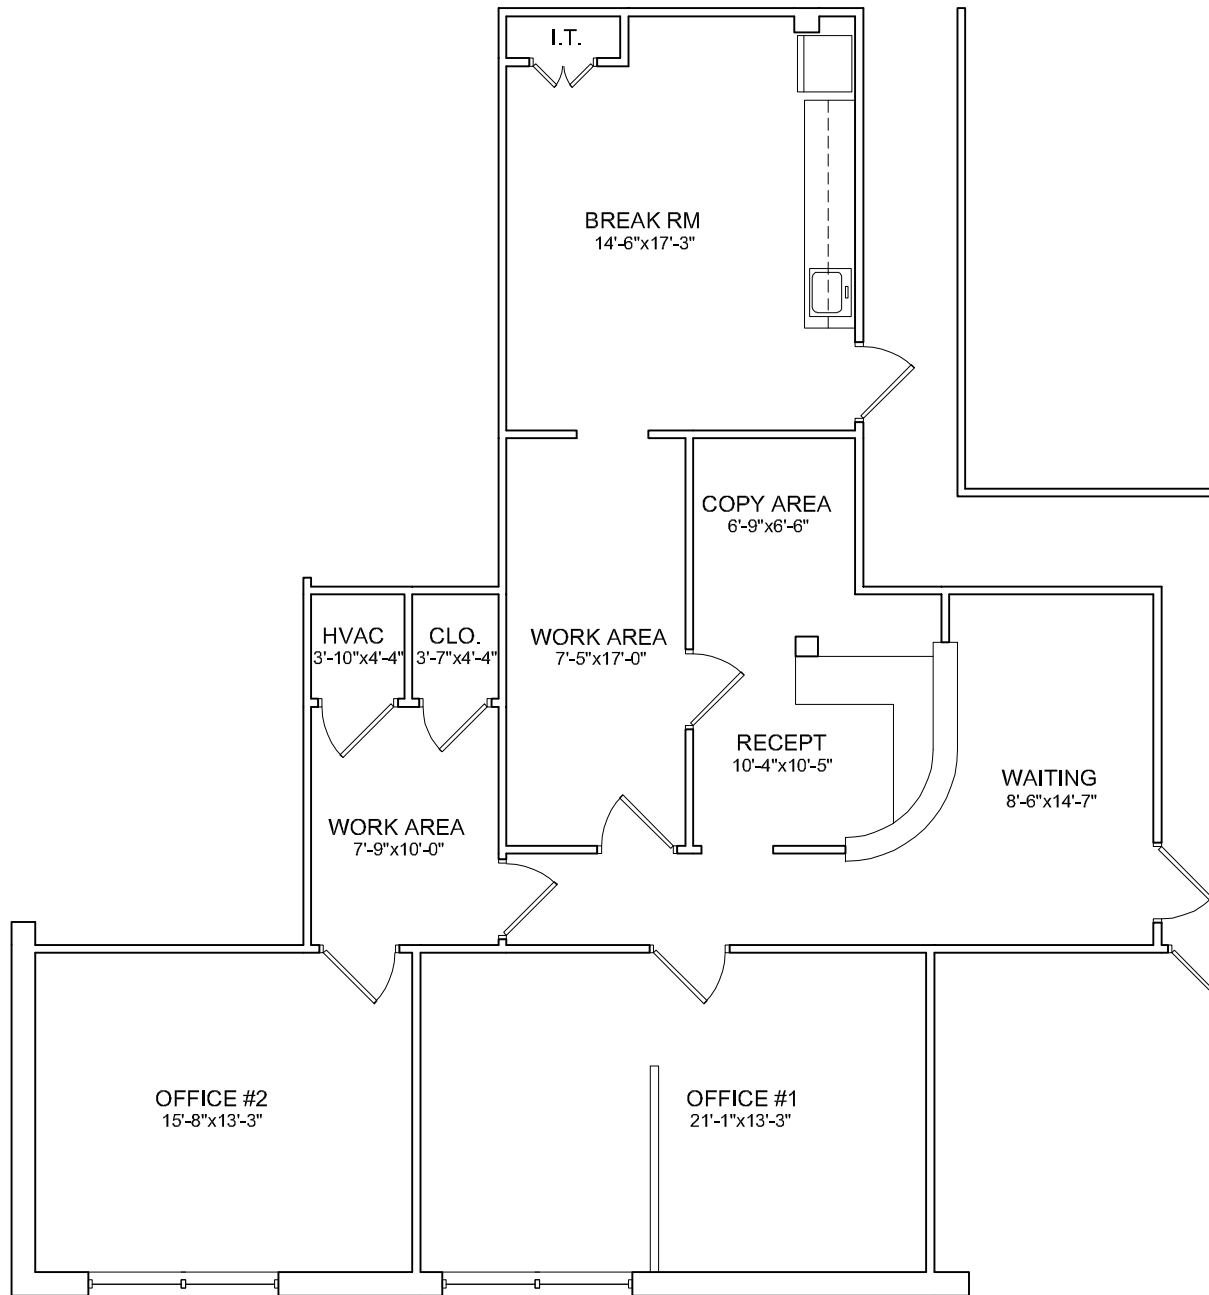 I.T.
BREAK RM
14'-6"x17'-3"
COPY AREA
6'-9"x6'-6"
HVAC
3'-10"x4'-4"
CLO.
3'-7"x4'-4"
WORK AREA
7'-5"x17'-0"
RECEPT
10'-4"x10'-5"
WAITING
8'-6"x14'-7"
WORK AREA
7'-9"x10'-0"
OFFICE #2
15'-8"x13'-3"
OFFICE #1
21'-1"x13'-3"